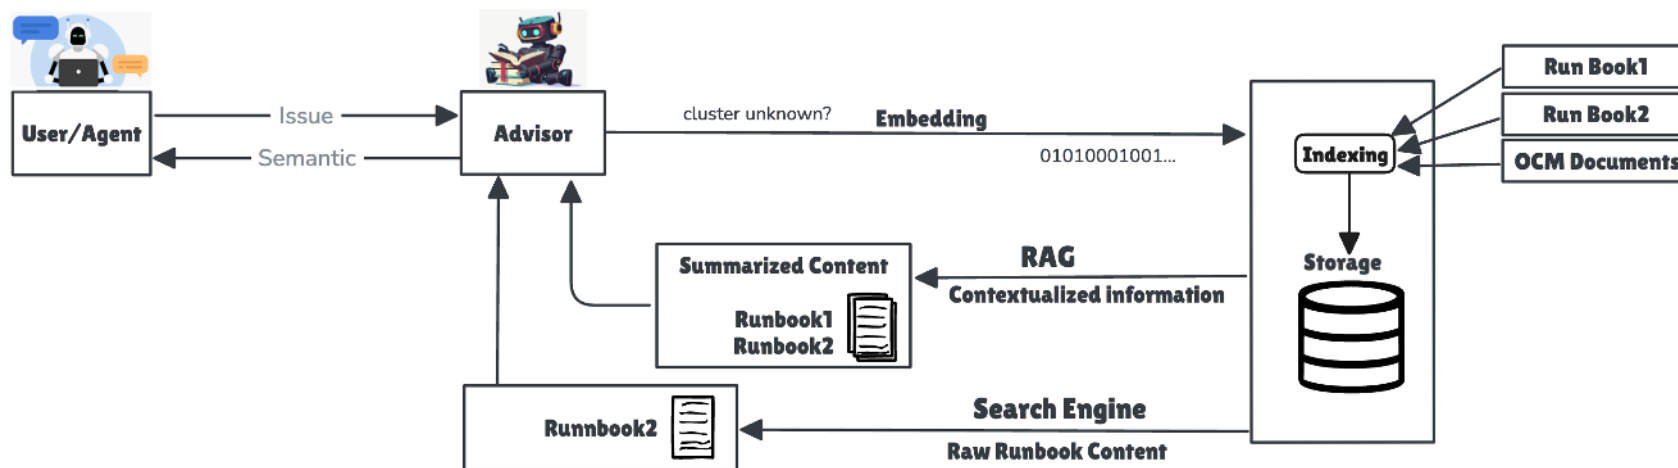 User/Agent
Issue
Semantic
Advisor
cluster unknown?
Embedding
01010001001...
Run Book1
Run Book2
OCM Documents
Indexing
Storage
RAG
Contextualized information
Summarized Content
Runbook1
Runbook2
Search Engine
Raw Runbook Content
Runnbook2